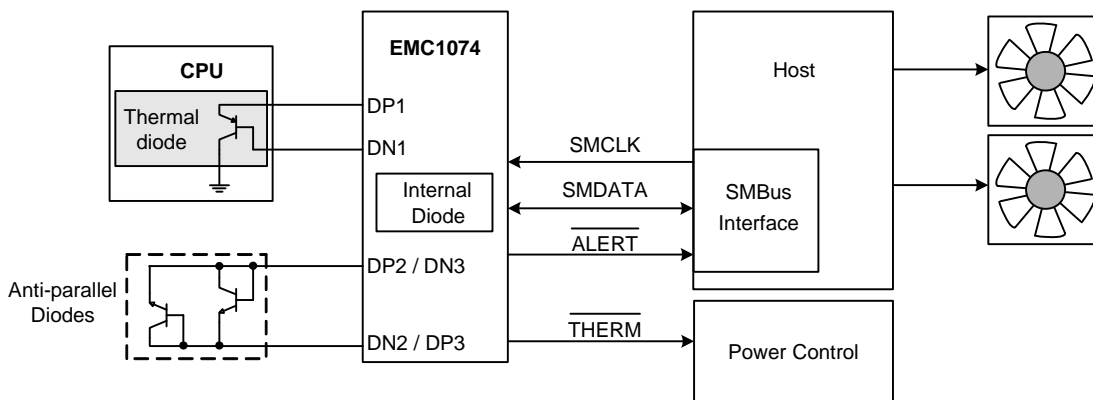 EMC1074
CPU
Thermal
diode
DP1
DN1
Internal
Diode
SMCLK
SMDATA
ALERT
Host
SMBus
Interface
Anti-parallel
Diodes
DP2 / DN3
DN2 / DP3
THERM
Power Control